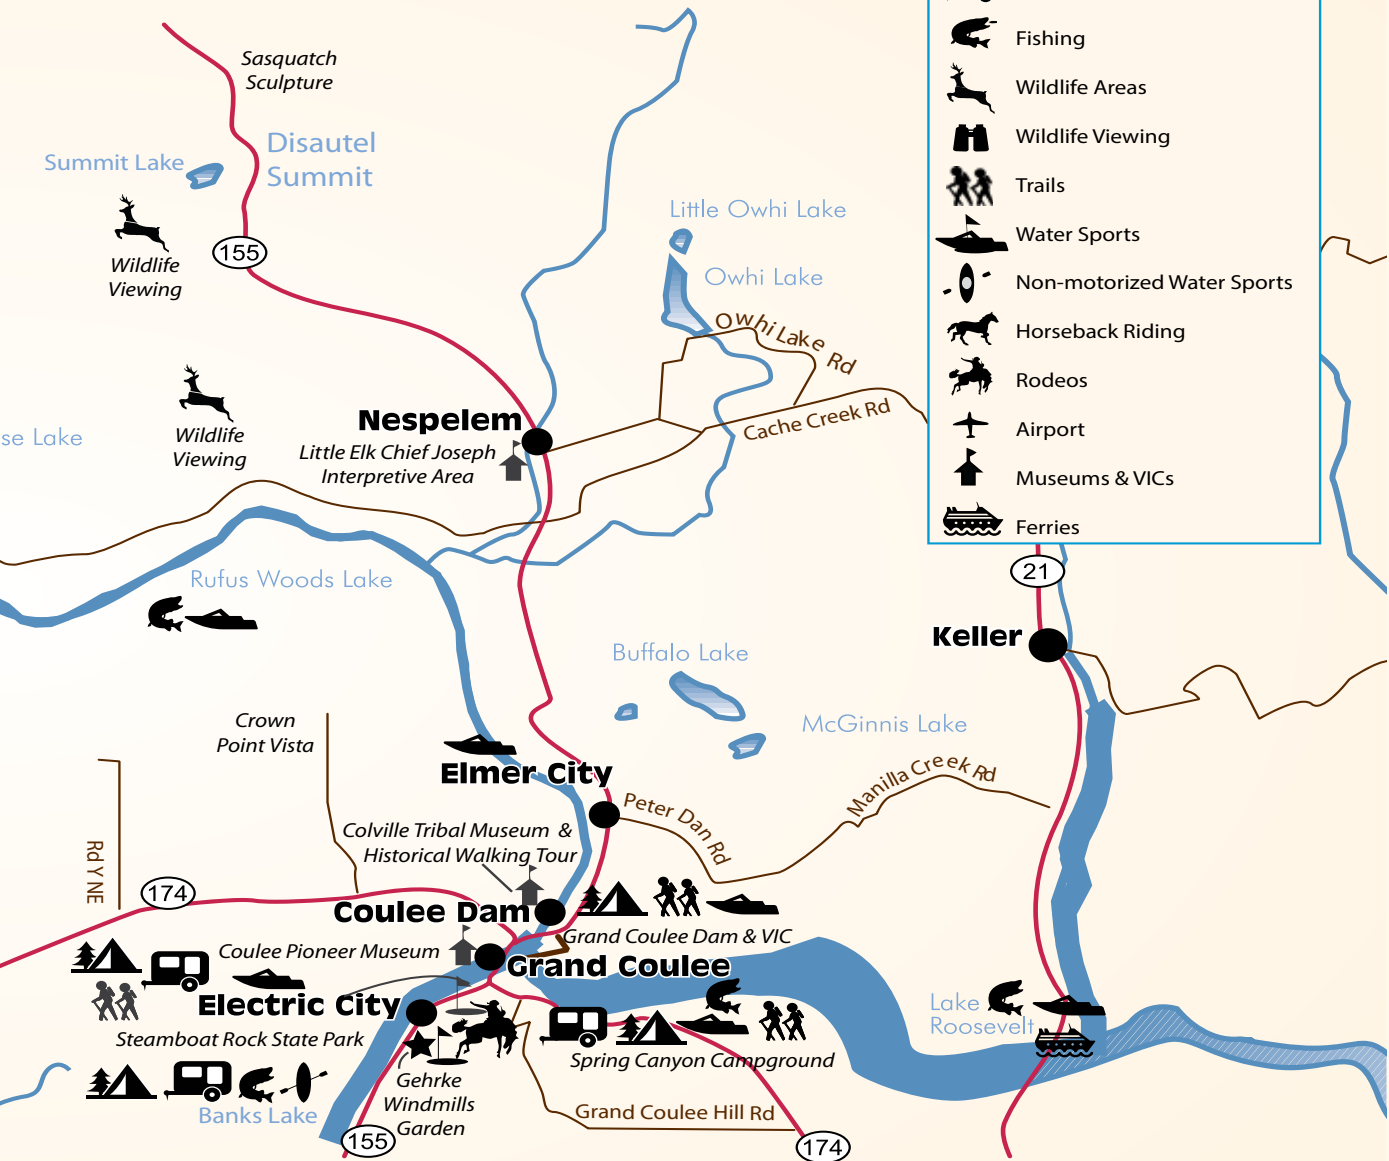 Fishing
Wildlife Areas
Wildlife Viewing
Trails
Water Sports
Non-motorized Water Sports
Horseback Riding
Rodeos
Airport
Museums & VICs
Ferries
Sasquatch
Sculpture
Disautel
Summit
Summit Lake
155
Wildlife
Viewing
Little Owhi Lake
Owhi Lake
Owhi Lake Rd
Cache Creek Rd
Wildlife
Viewing
se Lake
Nespelem
Little Elk Chief Joseph
Interpretive Area
Rufus Woods Lake
21
Keller
Buffalo Lake
McGinnis Lake
Crown
Point Vista
Elmer City
Peter Dan Rd
Manilla Creek Rd
Rd Y NE
Colville Tribal Museum &
Historical Walking Tour
174
Coulee Dam
Grand Coulee Dam & VIC
Coulee Pioneer Museum
Grand Coulee
Electric City
Lake
Roosevelt
Steamboat Rock State Park
Spring Canyon Campground
Gehrke
Windmills
Garden
Banks Lake
Grand Coulee Hill Rd
155
174